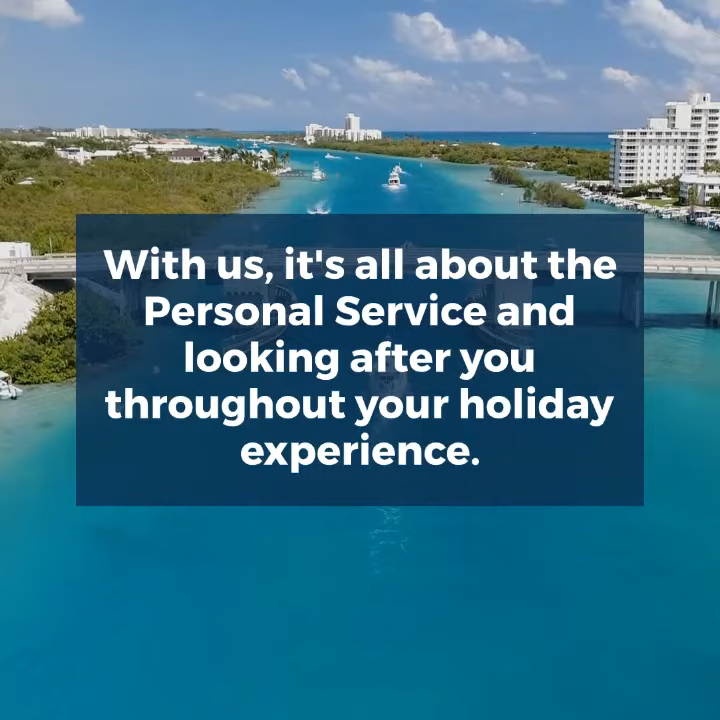 With us, it's all about the
Personal Service and
looking after you
throughout your holiday
experience.